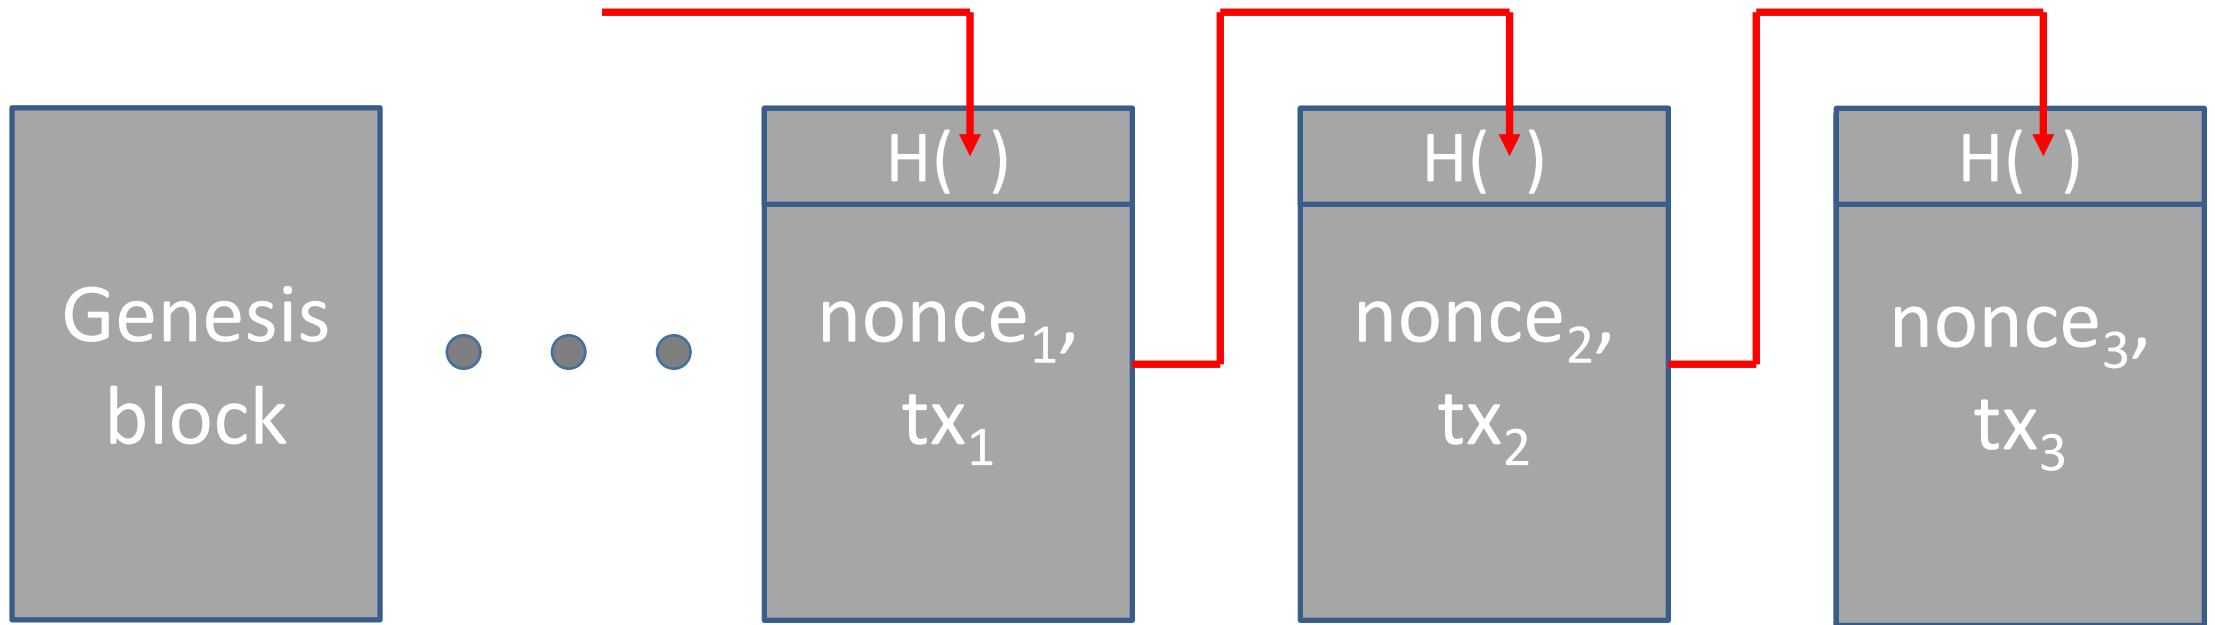 Genesis
block
H( )
nonce₁,
tx₁
H( )
nonce₂,
tx₂
H( )
nonce₃,
tx₃